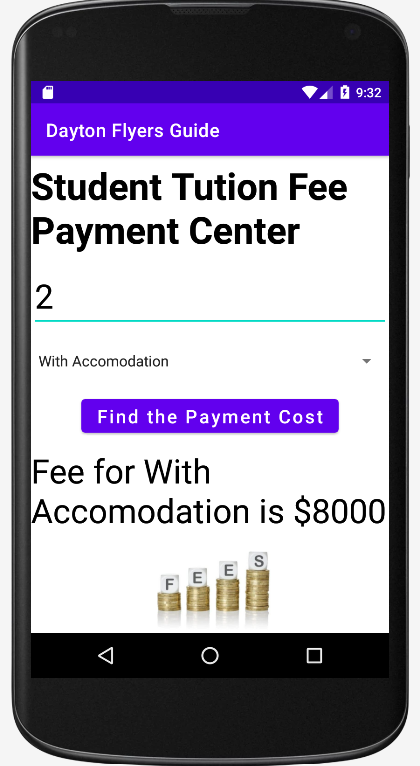 9:32
Dayton Flyers Guide
Student Tution Fee
Payment Center
2
With Accomodation
Find the Payment Cost
Fee for With
Accomodation is $8000
F E E S